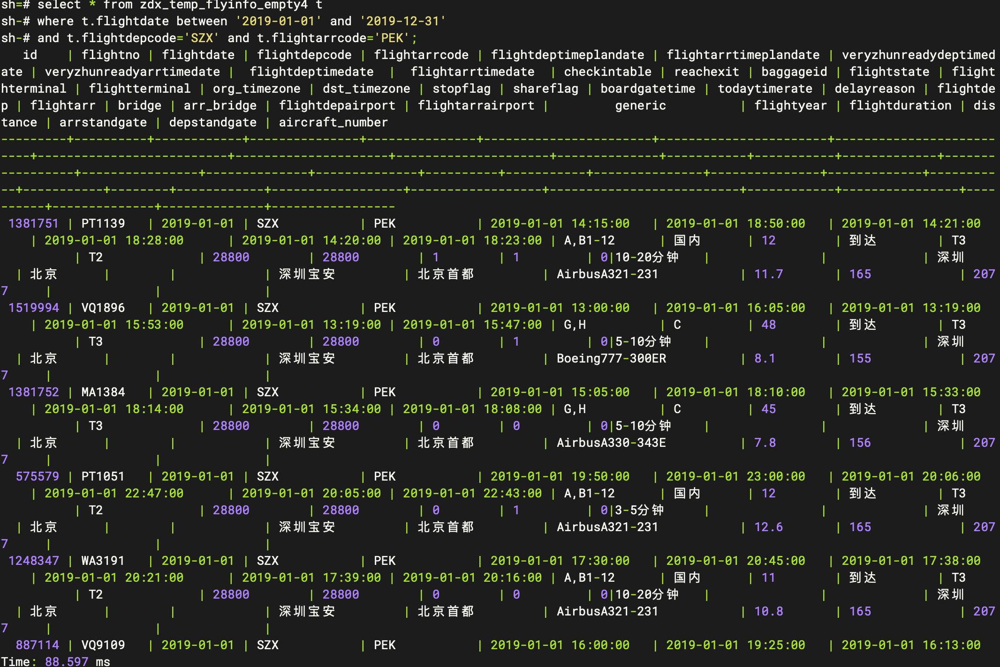 sh=# select * from zdx_temp_flyinfo_empty4 t
sh-# where t.flightdate between '2019-01-01' and '2019-12-31'
sh-# and t.flightdepcode='SZX' and t.flightarrcode='PEK';
   id    | flightno | flightdate | flightdepcode | flightarrcode | flightdeptimeplandate | flightarrtimeplandate | veryzhunreadydeptimed
ate | veryzhunreadyarrtimedate |  flightdeptimedate  |  flightarrtimedate  | checkintable | reachexit | baggageid | flightstate | flight
hterminal | flightterminal | org_timezone | dst_timezone | stopflag | shareflag | boardgatetime | todaytimerate | delayreason | flightde
p | flightarr | bridge | arr_bridge | flightdepairport | flightarrairport |         generic          | flightyear | flightduration | dis
tance | arrstandgate | depstandgate | aircraft_number
---------+----------+------------+---------------+---------------+-----------------------+-----------------------+----------------------
----+--------------------------+---------------------+---------------------+--------------+-----------+-----------+-------------+-------
----------+----------------+--------------+--------------+----------+-----------+---------------+---------------+-------------+---------
--+-----------+--------+------------+------------------+------------------+--------------------------+------------+----------------+----
------+--------------+--------------+-----------------
 1381751 | PT1139   | 2019-01-01 | SZX           | PEK           | 2019-01-01 14:15:00   | 2019-01-01 18:50:00   | 2019-01-01 14:21:00
    | 2019-01-01 18:28:00      | 2019-01-01 14:20:00 | 2019-01-01 18:23:00 | A,B1-12      | 国内      | 12        | 到达        | T3
          | T2             | 28800        | 28800        | 1        | 1         | 0|10-20分钟   |               |             | 深圳
  | 北京      |        |            | 深圳宝安         | 北京首都         | AirbusA321-231           | 11.7       | 165            | 207
7     |              |              |
 1519994 | VQ1896   | 2019-01-01 | SZX           | PEK           | 2019-01-01 13:00:00   | 2019-01-01 16:05:00   | 2019-01-01 13:19:00
    | 2019-01-01 15:53:00      | 2019-01-01 13:19:00 | 2019-01-01 15:47:00 | G,H          | C         | 48        | 到达        | T3
          | T3             | 28800        | 28800        | 0        | 1         | 0|5-10分钟    |               |             | 深圳
  | 北京      |        |            | 深圳宝安         | 北京首都         | Boeing777-300ER          | 8.1        | 155            | 207
7     |              |              |
 1381752 | MA1384   | 2019-01-01 | SZX           | PEK           | 2019-01-01 15:05:00   | 2019-01-01 18:10:00   | 2019-01-01 15:33:00
    | 2019-01-01 18:14:00      | 2019-01-01 15:34:00 | 2019-01-01 18:08:00 | G,H          | C         | 45        | 到达        | T3
          | T3             | 28800        | 28800        | 0        | 0         | 0|5-10分钟    |               |             | 深圳
  | 北京      |        |            | 深圳宝安         | 北京首都         | AirbusA330-343E          | 7.8        | 156            | 207
7     |              |              |
  575579 | PT1051   | 2019-01-01 | SZX           | PEK           | 2019-01-01 19:50:00   | 2019-01-01 23:00:00   | 2019-01-01 20:06:00
    | 2019-01-01 22:47:00      | 2019-01-01 20:05:00 | 2019-01-01 22:43:00 | A,B1-12      | 国内      | 12        | 到达        | T3
          | T2             | 28800        | 28800        | 0        | 1         | 0|3-5分钟     |               |             | 深圳
  | 北京      |        |            | 深圳宝安         | 北京首都         | AirbusA321-231           | 12.6       | 165            | 207
7     |              |              |
 1248347 | WA3191   | 2019-01-01 | SZX           | PEK           | 2019-01-01 17:30:00   | 2019-01-01 20:45:00   | 2019-01-01 17:38:00
    | 2019-01-01 20:21:00      | 2019-01-01 17:39:00 | 2019-01-01 20:16:00 | A,B1-12      | 国内      | 11        | 到达        | T3
          | T2             | 28800        | 28800        | 0        | 0         | 0|10-20分钟   |               |             | 深圳
  | 北京      |        |            | 深圳宝安         | 北京首都         | AirbusA321-231           | 10.8       | 165            | 207
7     |              |              |
  887114 | VQ9109   | 2019-01-01 | SZX           | PEK           | 2019-01-01 16:00:00   | 2019-01-01 19:25:00   | 2019-01-01 16:13:00
Time: 88.597 ms